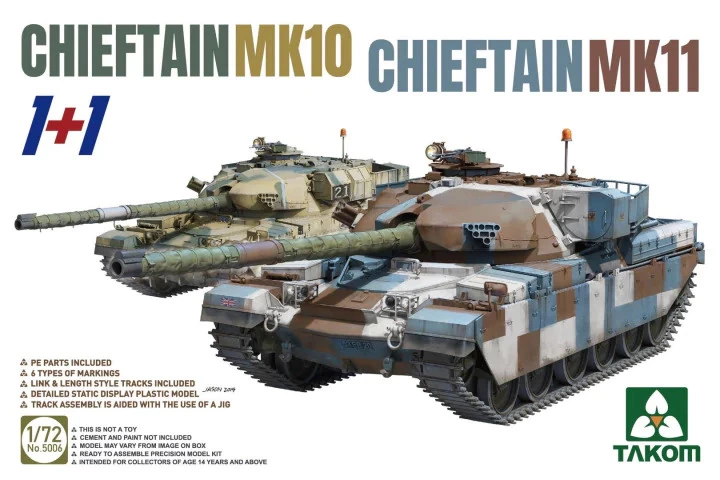 CHIEFTAIN MK10
CHIEFTAIN MK11
1+1
21
PE PARTS INCLUDED
6 TYPES OF MARKINGS
LINK & LENGTH STYLE TRACKS INCLUDED
DETAILED STATIC DISPLAY PLASTIC MODEL
TRACK ASSEMBLY IS AIDED WITH THE USE OF A JIG
JASON 2019
1/72
No.5006
THIS IS NOT A TOY
CEMENT AND PAINT NOT INCLUDED
MODEL MAY VARY FROM IMAGE ON BOX
READY TO ASSEMBLE PRECISION MODEL KIT
INTENDED FOR COLLECTORS OF AGE 14 YEARS AND ABOVE
TAKOM